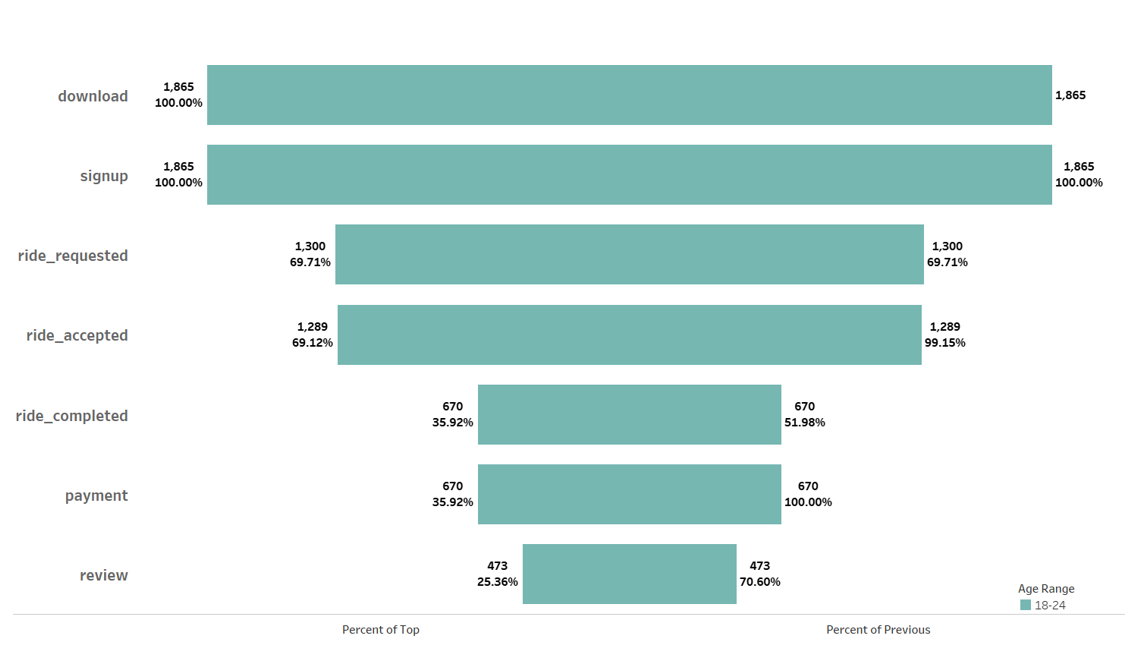 download
1,865
100.00%
1,865
signup
1,865
100.00%
1,865
100.00%
ride_requested
1,300
69.71%
1,300
69.71%
ride_accepted
1,289
69.12%
1,289
99.15%
ride_completed
670
35.92%
670
51.98%
payment
670
35.92%
670
100.00%
review
473
25.36%
473
70.60%
Age Range
18-24
Percent of Top
Percent of Previous